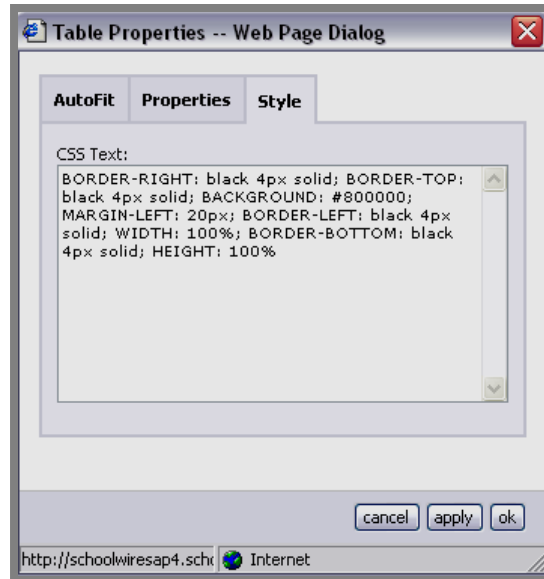 Table Properties -- Web Page Dialog
AutoFit Properties Style
CSS Text:
BORDER-RIGHT: black 4px solid; BORDER-TOP:
black 4px solid; BACKGROUND: #800000;
MARGIN-LEFT: 20px; BORDER-LEFT: black 4px
solid; WIDTH: 100%; BORDER-BOTTOM: black
4px solid; HEIGHT: 100%
cancel apply ok
http://schoolwiresap4.sch Internet